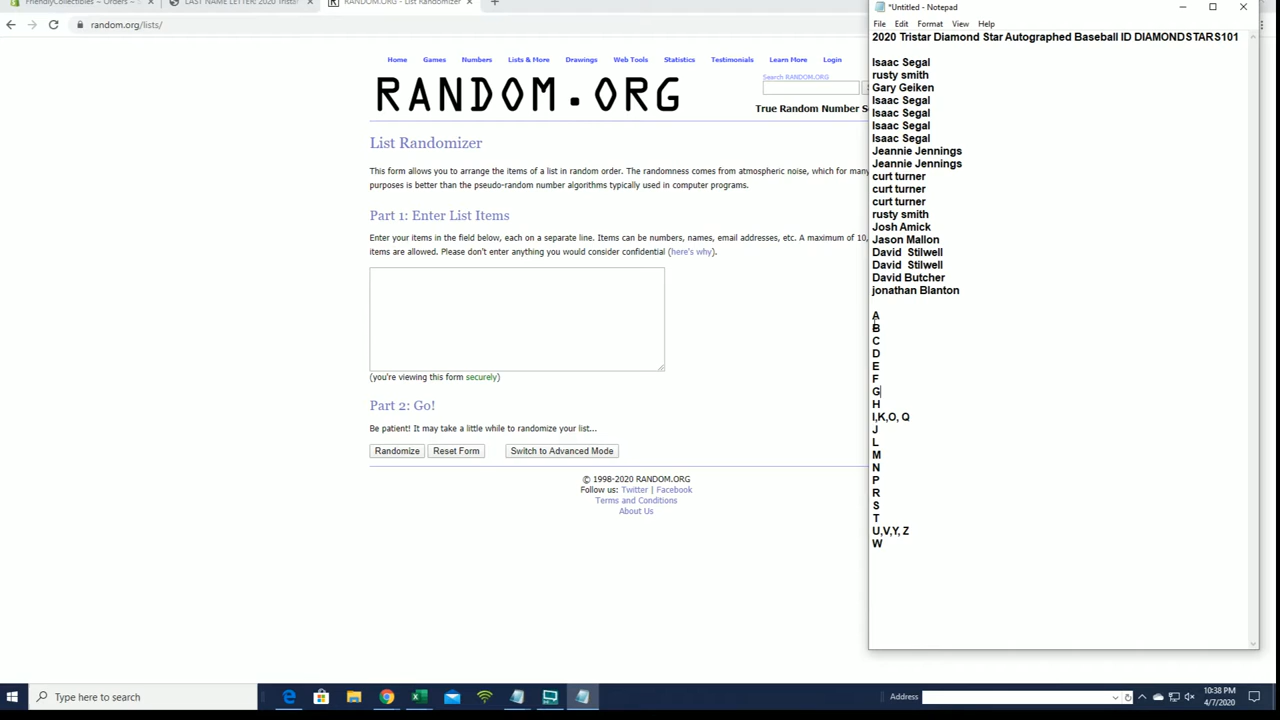 FriendlyCollectibles – Orders –
LAST NAME LETTER: 2020 Trista
RANDOM.ORG - List Randomizer
random.org/lists/
Home Games Numbers Lists & More Drawings Web Tools Statistics Testimonials Learn More Login
RANDOM.ORG
Search RANDOM.ORG
True Random Number S
List Randomizer
This form allows you to arrange the items of a list in random order. The randomness comes from atmospheric noise, which for many
purposes is better than the pseudo-random number algorithms typically used in computer programs.
Part 1: Enter List Items
Enter your items in the field below, each on a separate line. Items can be numbers, names, email addresses, etc. A maximum of 10,
items are allowed. Please don't enter anything you would consider confidential (here's why).
(you're viewing this form securely)
Part 2: Go!
Be patient! It may take a little while to randomize your list...
Randomize Reset Form Switch to Advanced Mode
© 1998-2020 RANDOM.ORG
Follow us: Twitter | Facebook
Terms and Conditions
About Us
*Untitled - Notepad
File Edit Format View Help
2020 Tristar Diamond Star Autographed Baseball ID DIAMONDSTARS101
Isaac Segal
rusty smith
Gary Geiken
Isaac Segal
Isaac Segal
Isaac Segal
Isaac Segal
Jeannie Jennings
Jeannie Jennings
curt turner
curt turner
curt turner
rusty smith
Josh Amick
Jason Mallon
David  Stilwell
David  Stilwell
David Butcher
jonathan Blanton
A
B
C
D
E
F
G
H
I,K,O, Q
J
L
M
N
P
R
S
T
U,V,Y, Z
W
Type here to search
Address
10:38 PM
4/7/2020